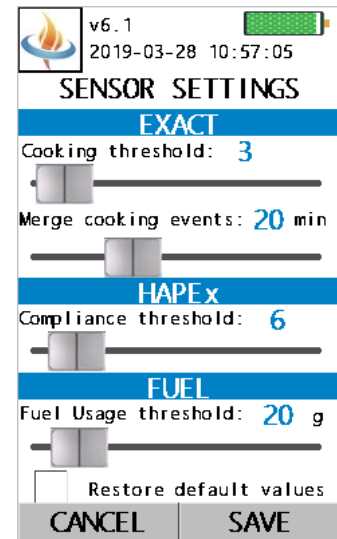 v6.1
2019-03-28 10:57:05
SENSOR SETTINGS
EXACT
Cooking threshold: 3
Merge cooking events: 20 min
HAPEx
Compliance threshold: 6
FUEL
Fuel Usage threshold: 20 g
Restore default values
CANCEL SAVE